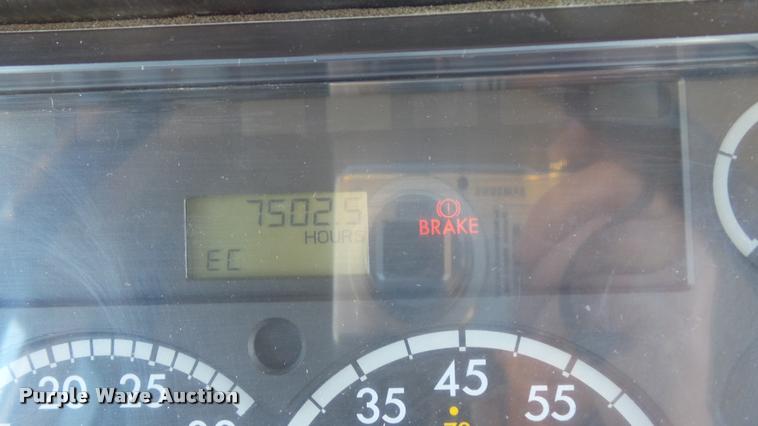 7502.5
HOURS
EC
BRAKE
20 25
35 45 55
Purple Wave Auction